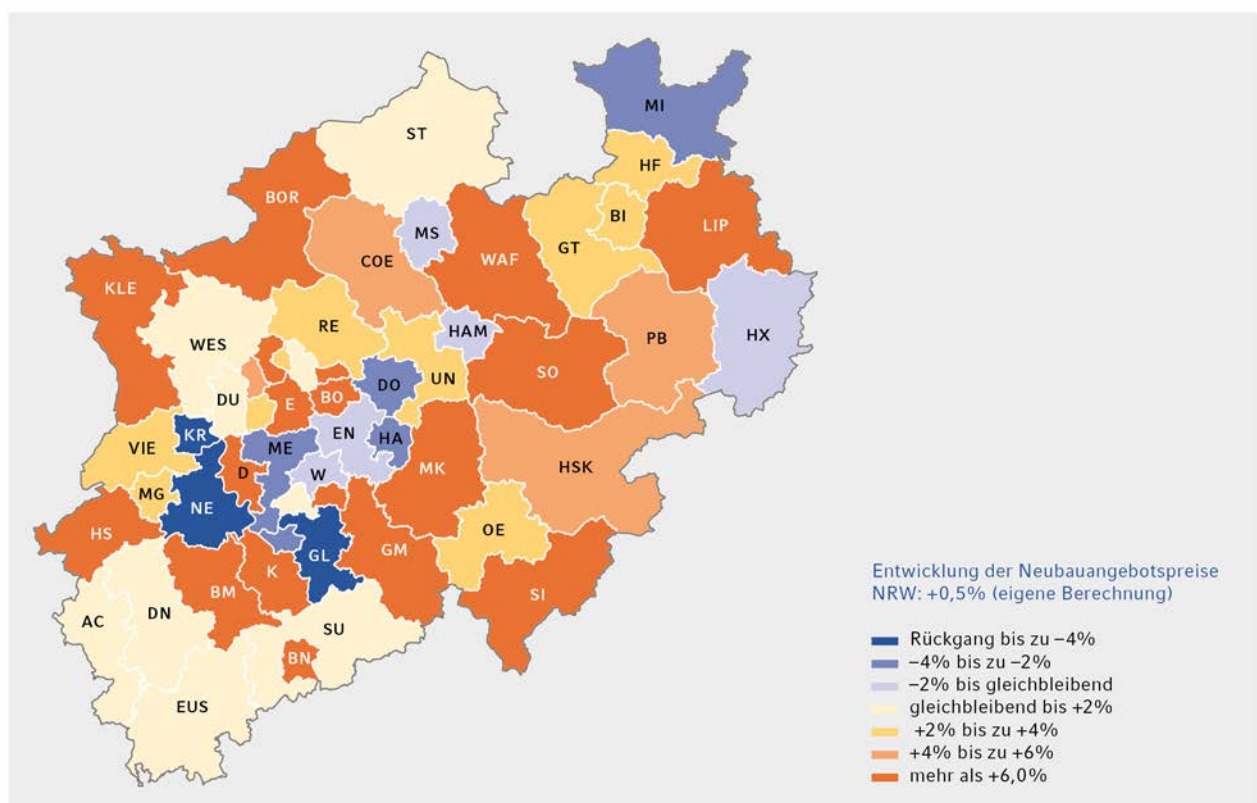 MI
ST
HF
BOR
BI
LIP
MS
GT
WAF
COE
KLE
RE
HAM
HX
WES
PB
SO
DO
UN
DU
E
BO
KR
EN
HA
VIE
ME
MK
HSK
D
W
MG
NE
OE
HS
GL
GM
K
BM
SI
DN
AC
SU
BN
EUS
Entwicklung der Neubauangebotspreise
NRW: +0,5% (eigene Berechnung)
Rückgang bis zu –4%
–4% bis zu –2%
–2% bis gleichbleibend
gleichbleibend bis +2%
+2% bis zu +4%
+4% bis zu +6%
mehr als +6,0%